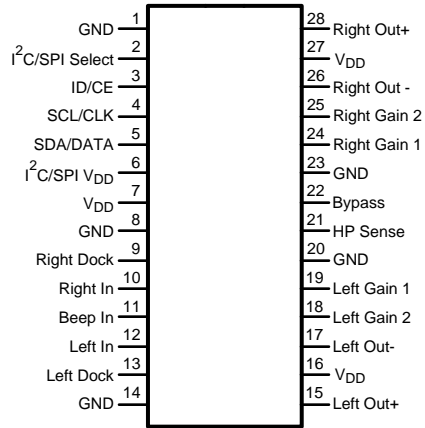 GND 1
I²C/SPI Select 2
ID/CE 3
SCL/CLK 4
SDA/DATA 5
I²C/SPI VDD 6
VDD 7
GND 8
Right Dock 9
Right In 10
Beep In 11
Left In 12
Left Dock 13
GND 14
28 Right Out+
27 VDD
26 Right Out -
25 Right Gain 2
24 Right Gain 1
23 GND
22 Bypass
21 HP Sense
20 GND
19 Left Gain 1
18 Left Gain 2
17 Left Out-
16 VDD
15 Left Out+